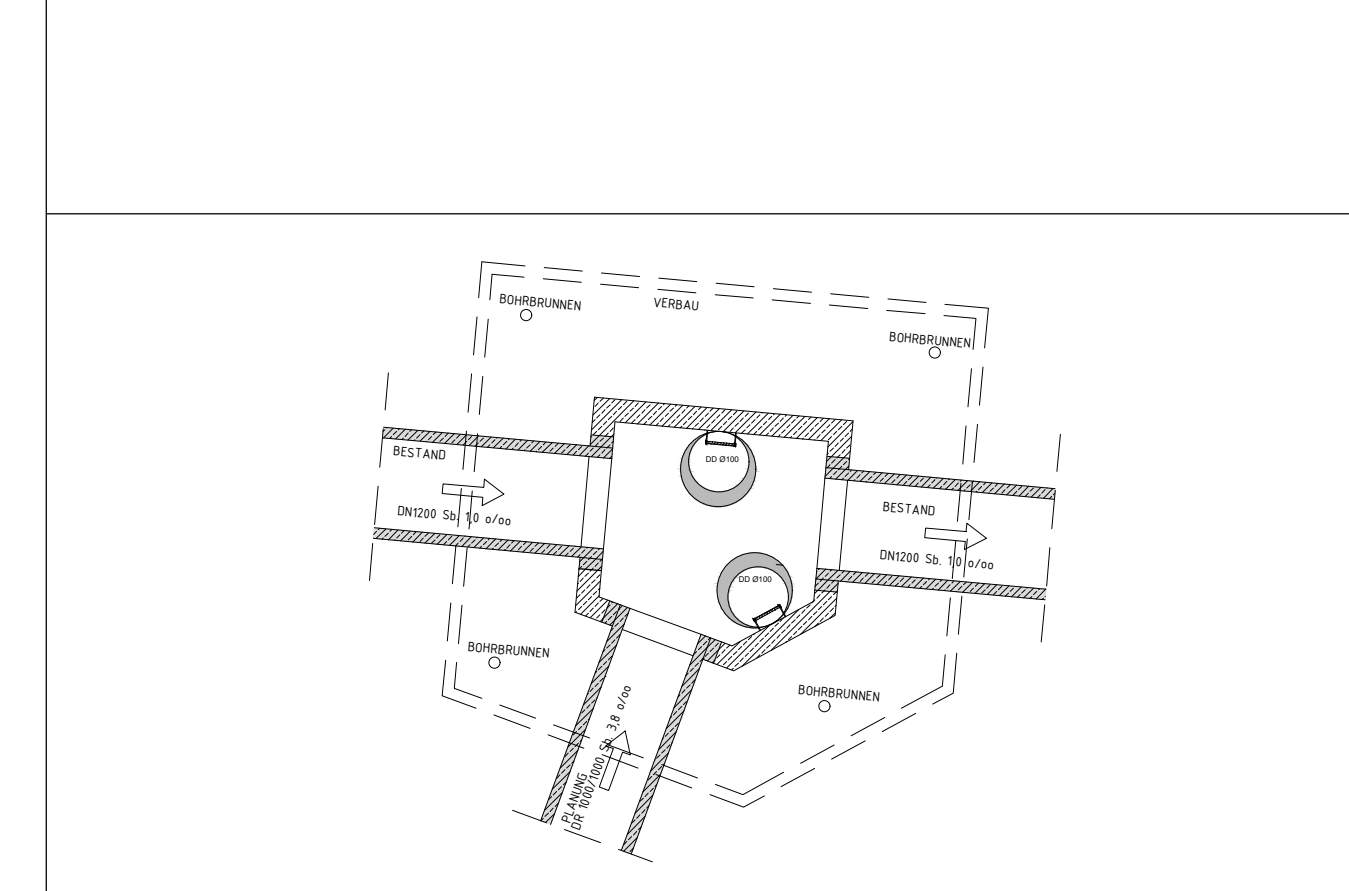 BOHRBRUNNEN
VERBAU
BOHRBRUNNEN
BESTAND
DN1200 Sb. 1,0 o/oo
DD Ø100
BESTAND
DN1200 Sb. 1,0 o/oo
DD Ø100
BOHRBRUNNEN
BOHRBRUNNEN
PLANUNG
DR 1000/1000 Sb. 3,8 o/oo